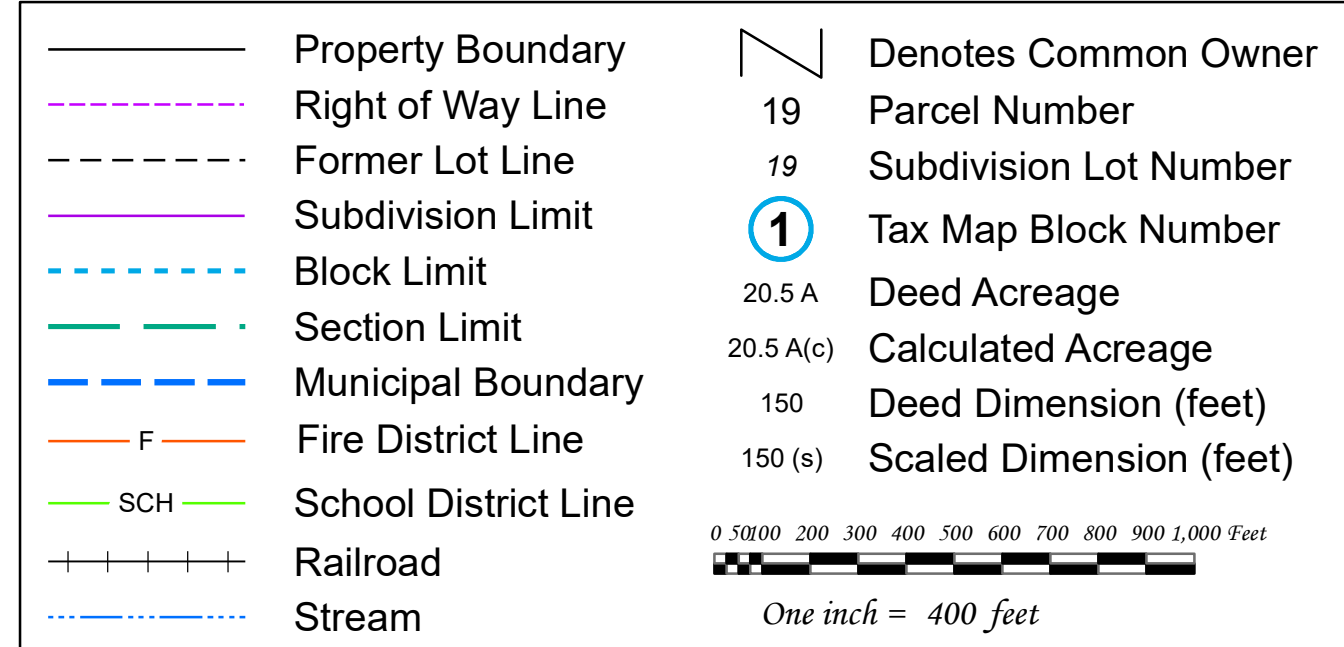 Property Boundary
Right of Way Line
Former Lot Line
Subdivision Limit
Block Limit
Section Limit
Municipal Boundary
F Fire District Line
SCH School District Line
Railroad
Stream
Denotes Common Owner
19 Parcel Number
19 Subdivision Lot Number
1 Tax Map Block Number
20.5 A Deed Acreage
20.5 A(c) Calculated Acreage
150 Deed Dimension (feet)
150 (s) Scaled Dimension (feet)
0 50 100 200 300 400 500 600 700 800 900 1,000 Feet
One inch = 400 feet